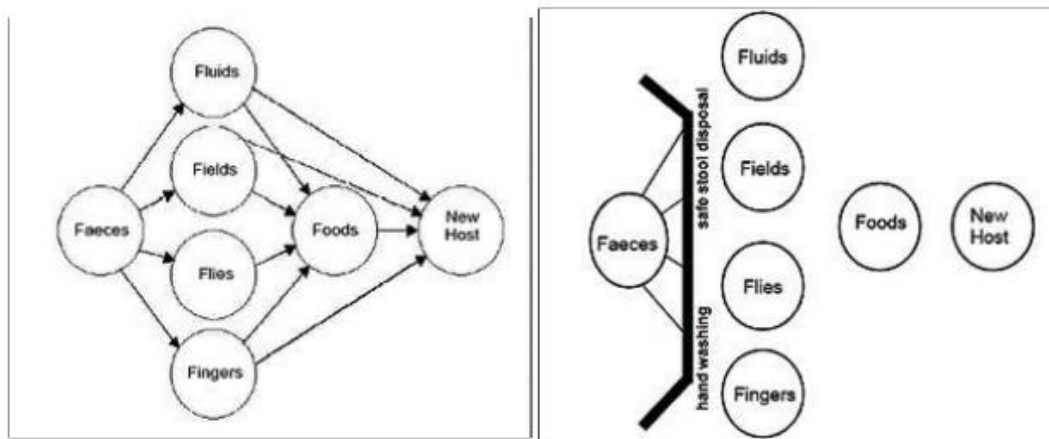 Fluids
Fields
Faeces
Foods
New
Host
Flies
Fingers
Fluids
safe stool disposal
Fields
Faeces
Foods
New
Host
Flies
hand washing
Fingers